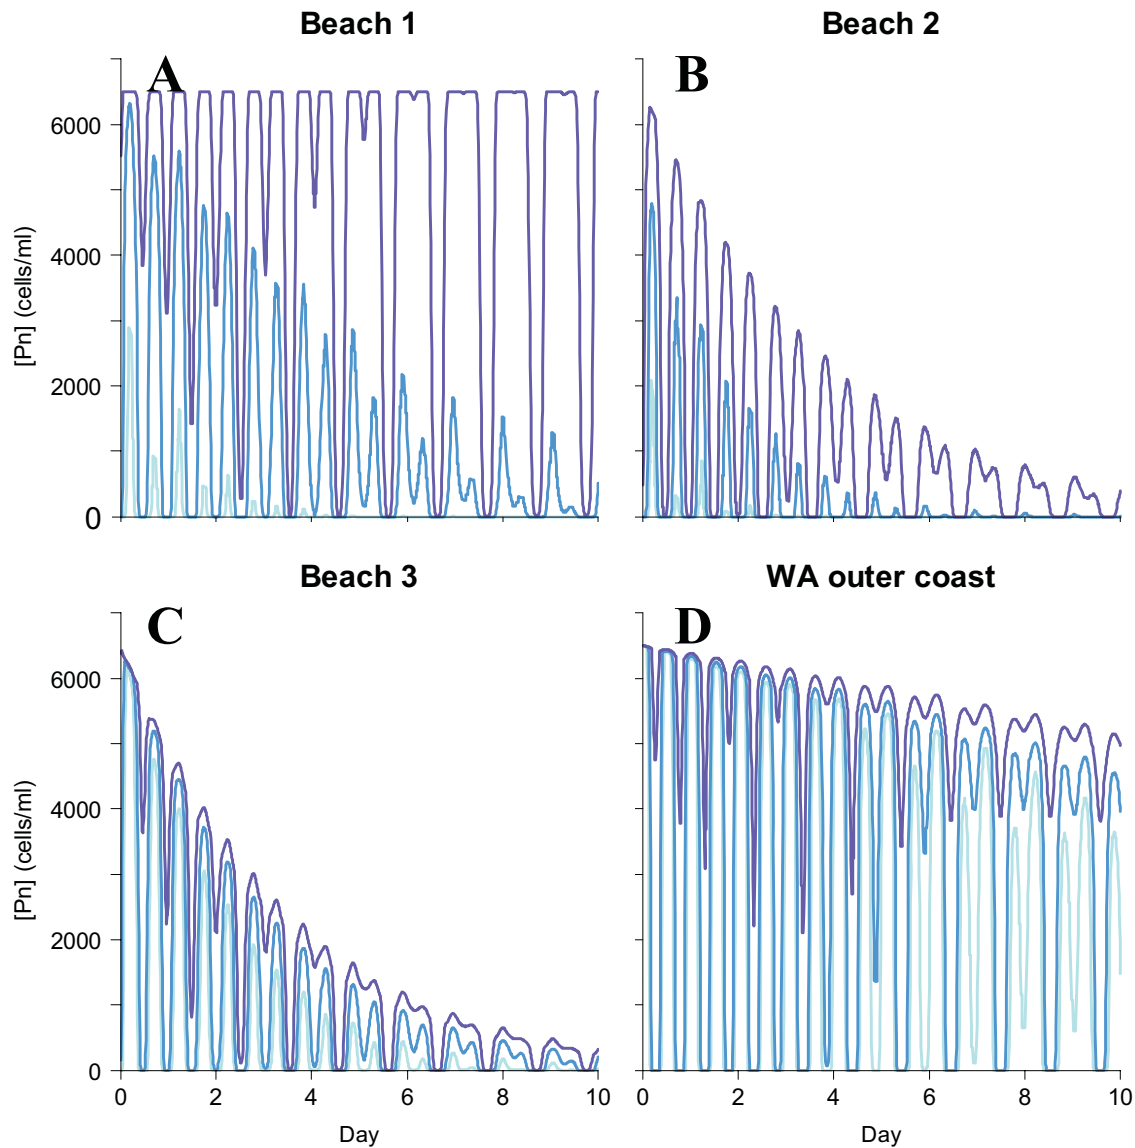 Beach 1
Beach 2
A
B
6000
4000
2000
0
[Pn] (cells/ml)
Beach 3
WA outer coast
C
D
6000
4000
2000
0
[Pn] (cells/ml)
0 2 4 6 8 10
0 2 4 6 8 10
Day
Day